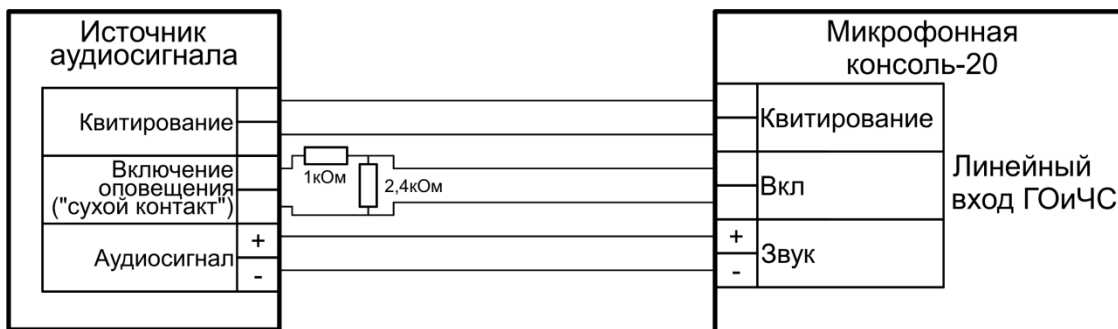 Источник
аудиосигнала
Квитирование
Включение
оповещения
("сухой контакт")
Аудиосигнал
+
-
1кОм
2,4кОм
Микрофонная
консоль-20
Квитирование
Вкл
+
-
Звук
Линейный
вход ГОиЧС